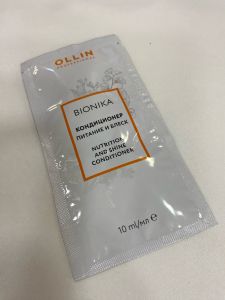 OLLIN
PROFESSIONAL
BIONIKA
КОНДИЦИОНЕР
ПИТАНИЕ И БЛЕСК
NUTRITION
AND SHINE
CONDITIONER
10 ml/мл ℮